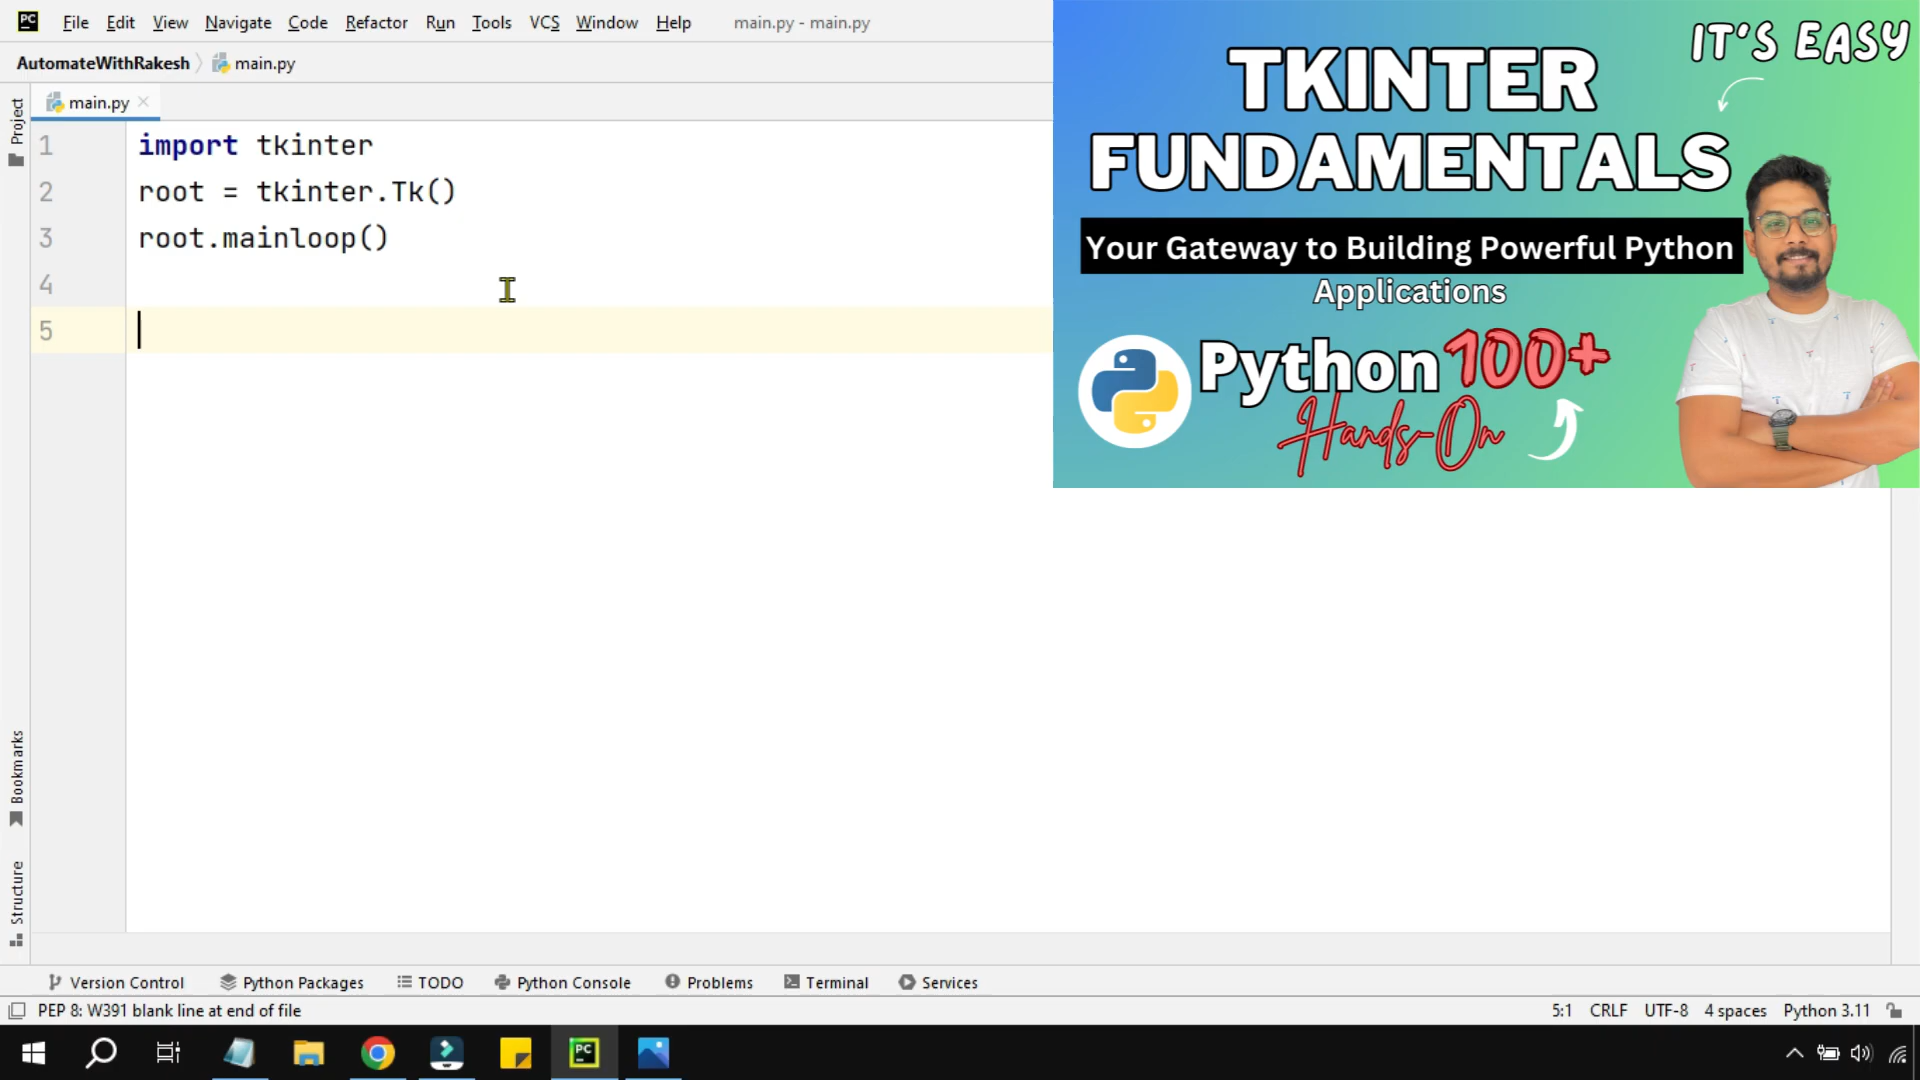 PC File Edit View Navigate Code Refactor Run Tools VCS Window Help main.py - main.py
AutomateWithRakesh main.py
Project
main.py
1 import tkinter
2 root = tkinter.Tk()
3 root.mainloop()
4
5
IT'S EASY
TKINTER
FUNDAMENTALS
Your Gateway to Building Powerful Python
Applications
Python 100+
Hands-On
Bookmarks
Structure
Version Control Python Packages TODO Python Console Problems Terminal Services
PEP 8: W391 blank line at end of file 5:1 CRLF UTF-8 4 spaces Python 3.11
PC